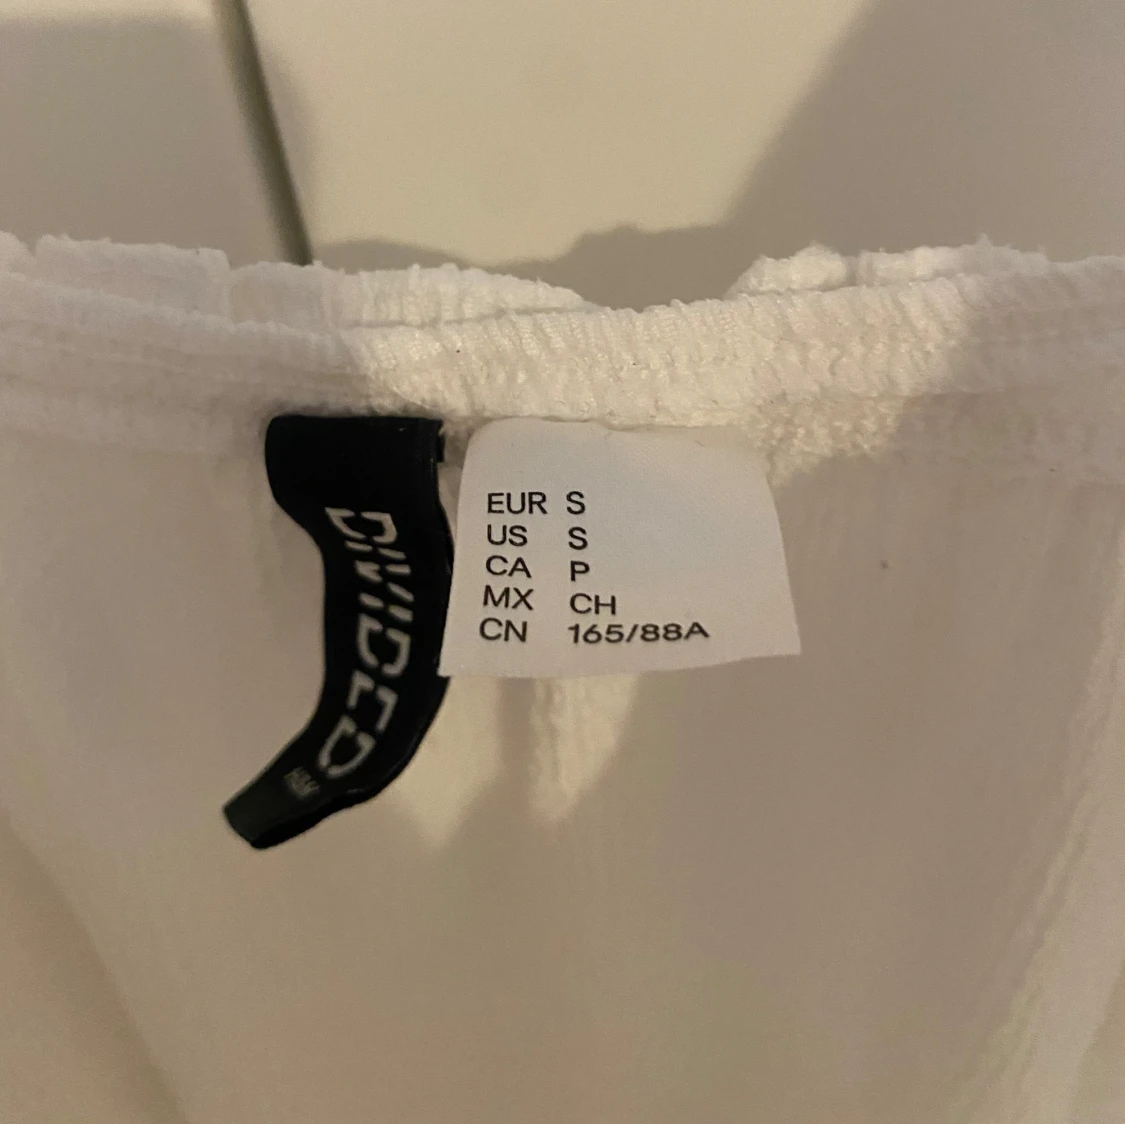 DIVIDED
H&M
EUR S
US S
CA P
MX CH
CN 165/88A